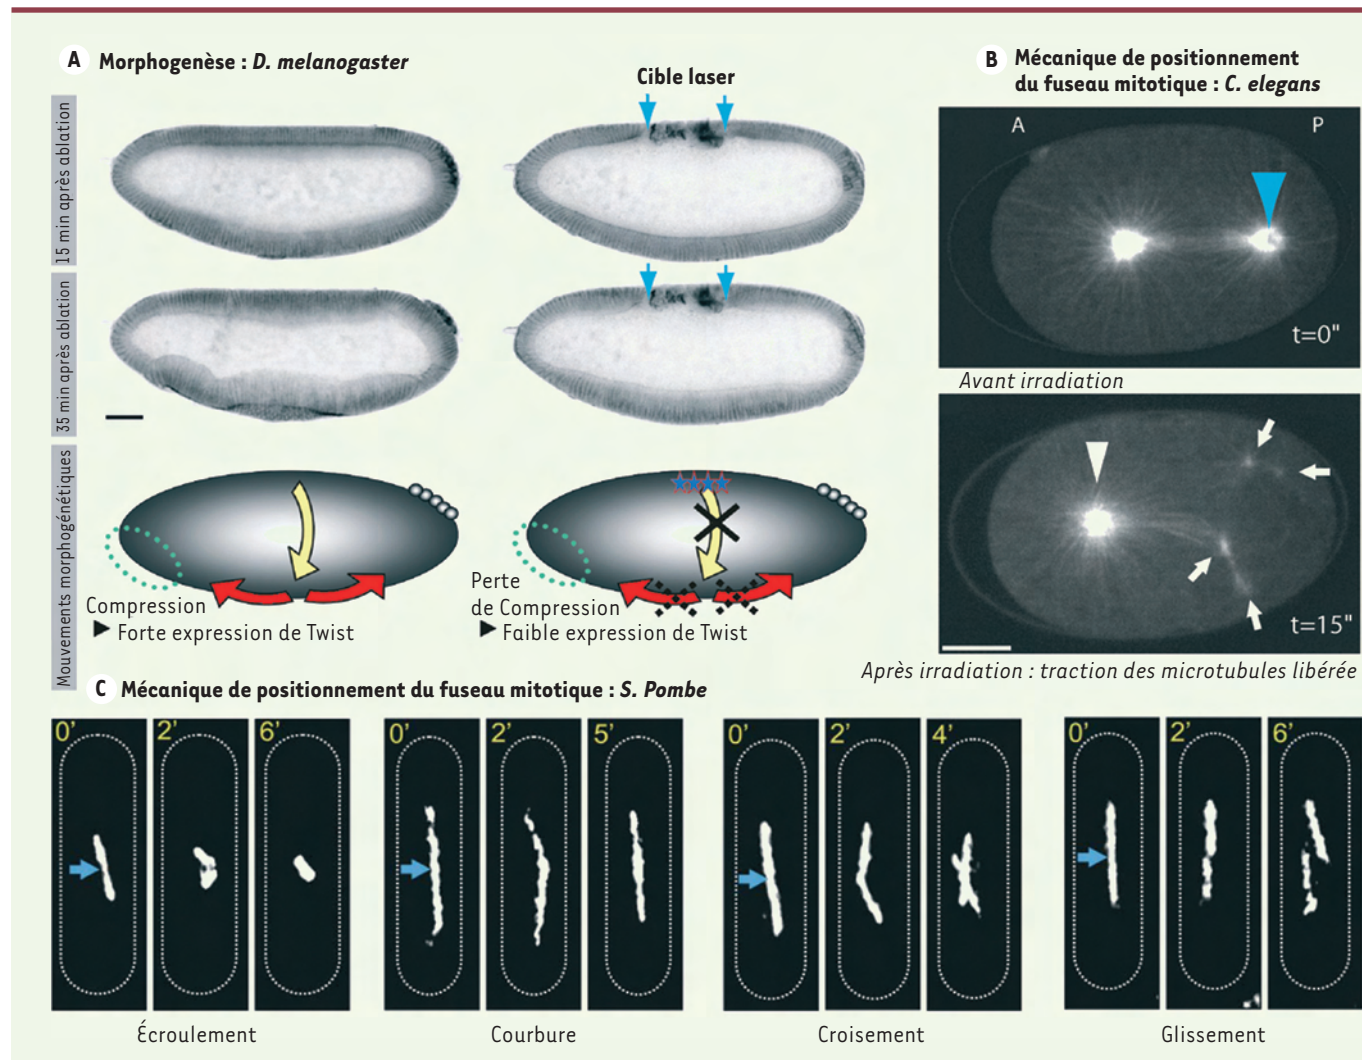 A Morphogenèse : D. melanogaster
Cible laser
15 min après ablation
35 min après ablation
Mouvements morphogénétiques
Compression
► Forte expression de Twist
Perte
de Compression
► Faible expression de Twist
B Mécanique de positionnement
du fuseau mitotique : C. elegans
A P
t=0"
Avant irradiation
t=15"
Après irradiation : traction des microtubules libérée
C Mécanique de positionnement du fuseau mitotique : S. Pombe
0' 2' 6' 0' 2' 5' 0' 2' 4' 0' 2' 6'
Écroulement Courbure Croisement Glissement